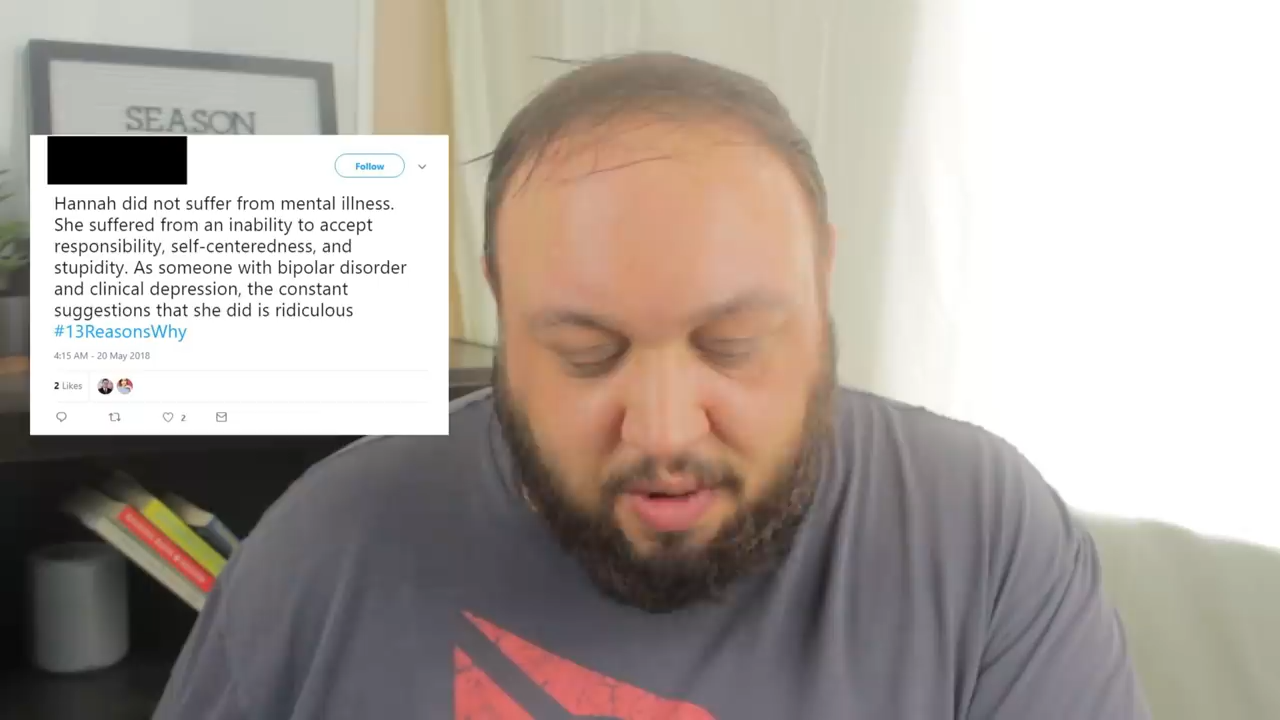 SEASON
Follow
Hannah did not suffer from mental illness.
She suffered from an inability to accept
responsibility, self-centeredness, and
stupidity. As someone with bipolar disorder
and clinical depression, the constant
suggestions that she did is ridiculous
#13ReasonsWhy
4:15 AM - 20 May 2018
2 Likes
2